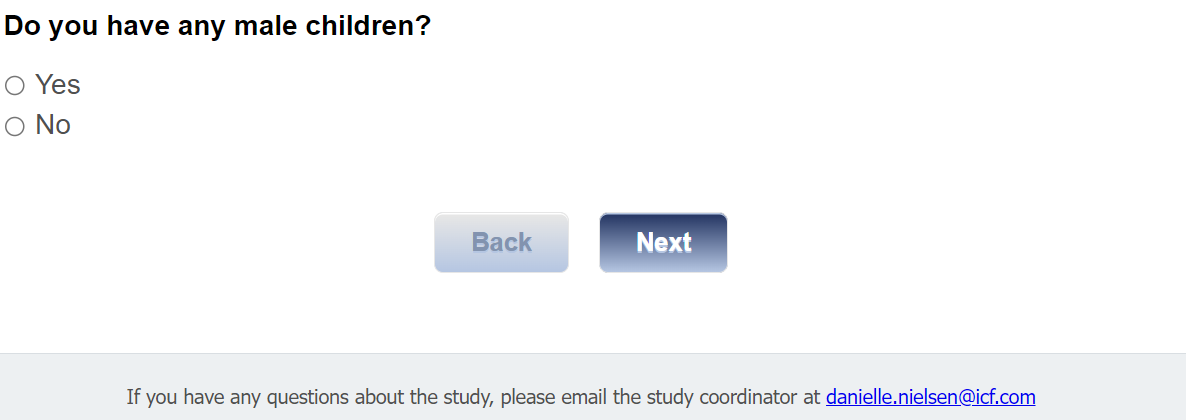 Do you have any male children?
Yes
No
Back Next
If you have any questions about the study, please email the study coordinator at danielle.nielsen@icf.com